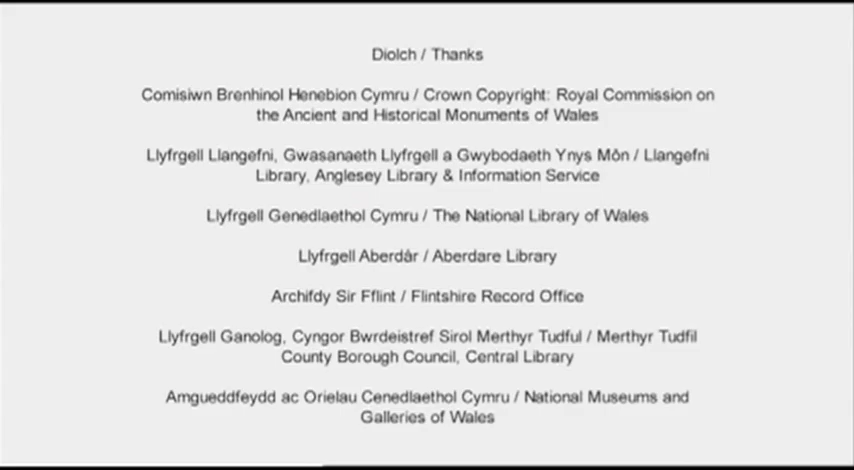 Diolch / Thanks
Comisiwn Brenhinol Henebion Cymru / Crown Copyright: Royal Commission on
the Ancient and Historical Monuments of Wales
Llyfrgell Llangefni, Gwasanaeth Llyfrgell a Gwybodaeth Ynys Môn / Llangefni
Library, Anglesey Library & Information Service
Llyfrgell Genedlaethol Cymru / The National Library of Wales
Llyfrgell Aberdâr / Aberdare Library
Archifdy Sir Fflint / Flintshire Record Office
Llyfrgell Ganolog, Cyngor Bwrdeistref Sirol Merthyr Tudful / Merthyr Tudfil
County Borough Council, Central Library
Amgueddfeydd ac Orielau Cenedlaethol Cymru / National Museums and
Galleries of Wales